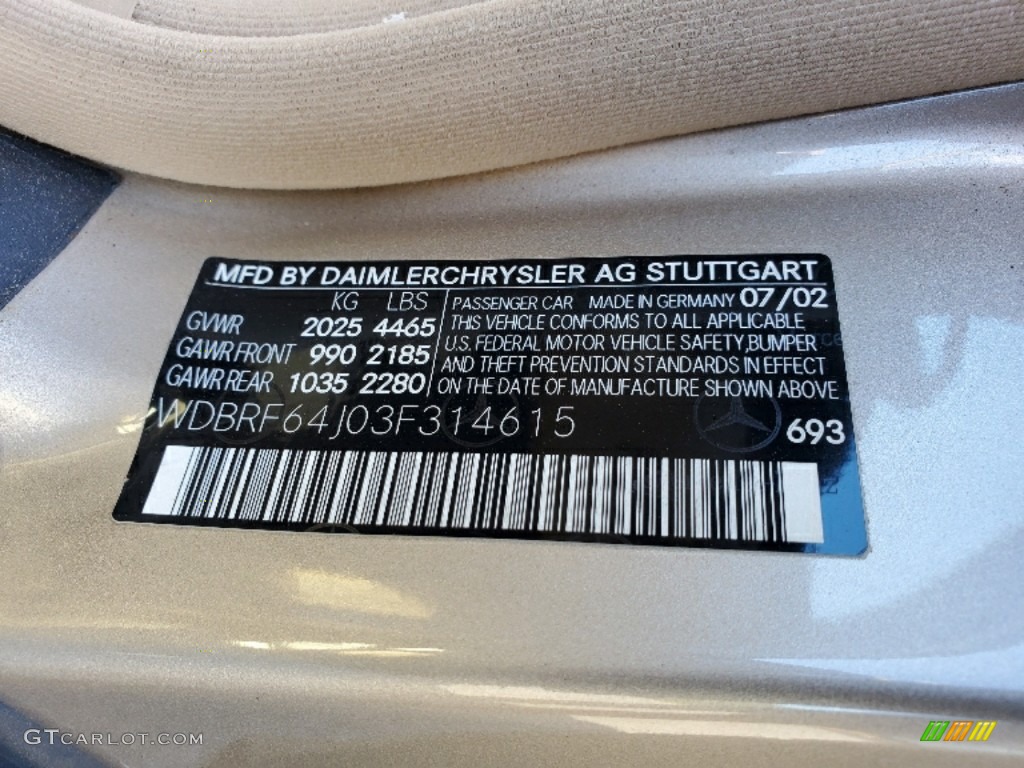 MFD BY DAIMLERCHRYSLER AG STUTTGART
KG LBS
GVWR 2025 4465
GAWR FRONT 990 2185
GAWR REAR 1035 2280
PASSENGER CAR MADE IN GERMANY 07/02
THIS VEHICLE CONFORMS TO ALL APPLICABLE
U.S. FEDERAL MOTOR VEHICLE SAFETY,BUMPER
AND THEFT PREVENTION STANDARDS IN EFFECT
ON THE DATE OF MANUFACTURE SHOWN ABOVE
WDBRF64J03F314615
693
GTCARLOT.COM